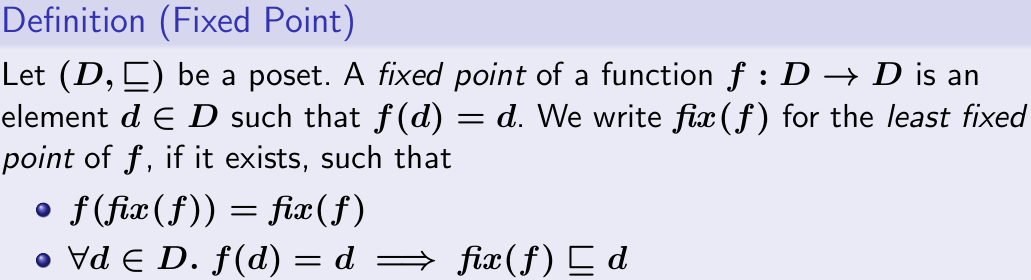 Definition (Fixed Point)
Let (D, ⊑) be a poset. A fixed point of a function f : D → D is an
element d ∈ D such that f(d) = d. We write fix(f) for the least fixed
point of f, if it exists, such that
• f(fix(f)) = fix(f)
• ∀d ∈ D. f(d) = d ⟹ fix(f) ⊑ d